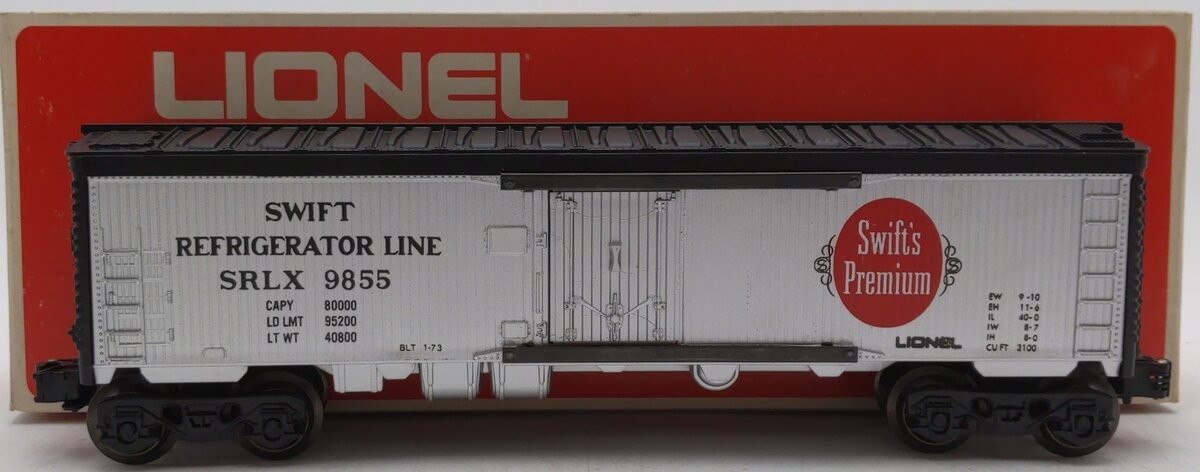 LIONEL
SWIFT
REFRIGERATOR LINE
SRLX 9855
CAPY 80000
LD LMT 95200
LT WT 40800
BLT 1-73
Swift's
Premium
LIONEL
EW 9-10
EH 11-6
IL 40-0
IW 8-7
IH 8-0
CU FT 3100